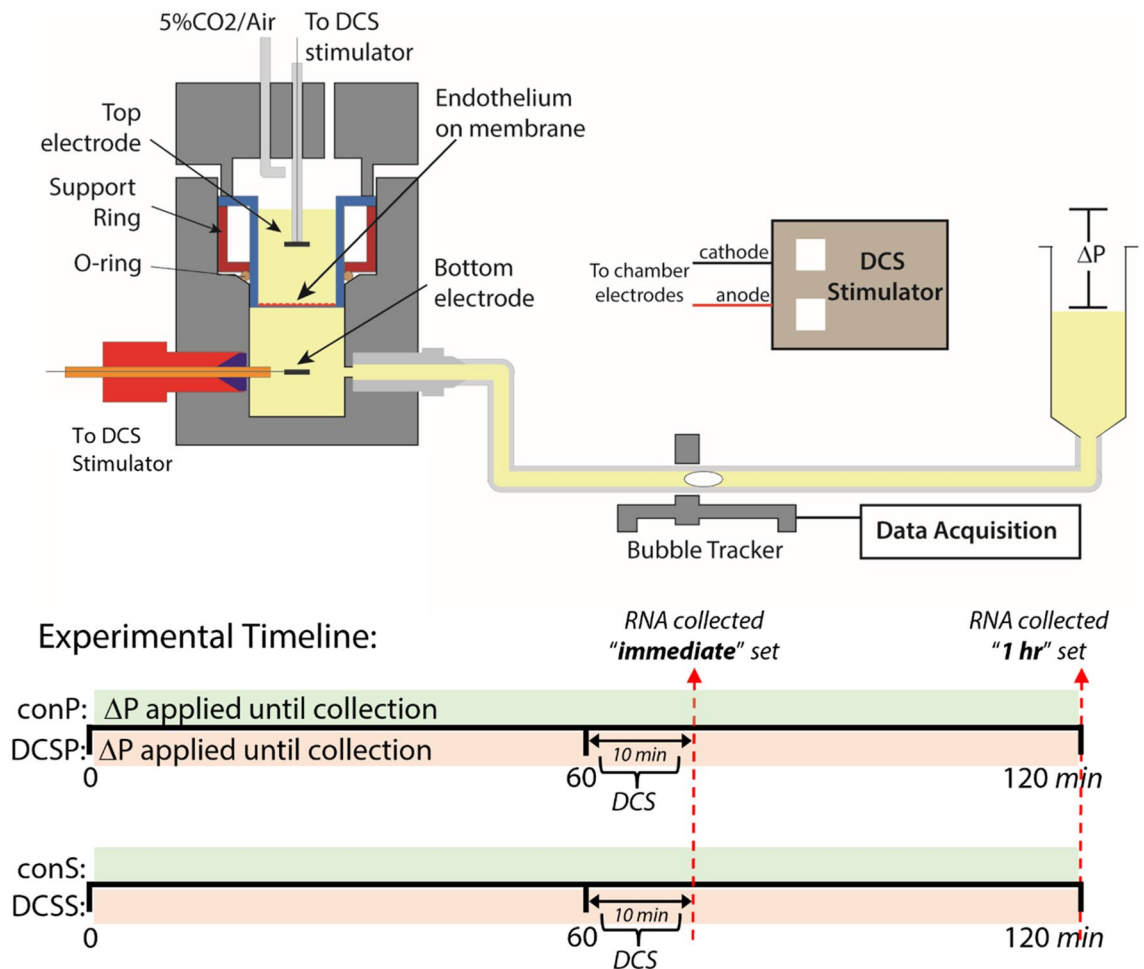 5%CO2/Air
To DCS
stimulator
Top
electrode
Endothelium
on membrane
Support
Ring
O-ring
Bottom
electrode
To DCS
Stimulator
To chamber
electrodes
cathode
anode
DCS
Stimulator
ΔP
Bubble Tracker
Data Acquisition
Experimental Timeline:
RNA collected
“immediate” set
RNA collected
“1 hr” set
conP:
ΔP applied until collection
DCSP:
ΔP applied until collection
10 min
0
60
DCS
120 min
conS:
DCSS:
10 min
0
60
DCS
120 min